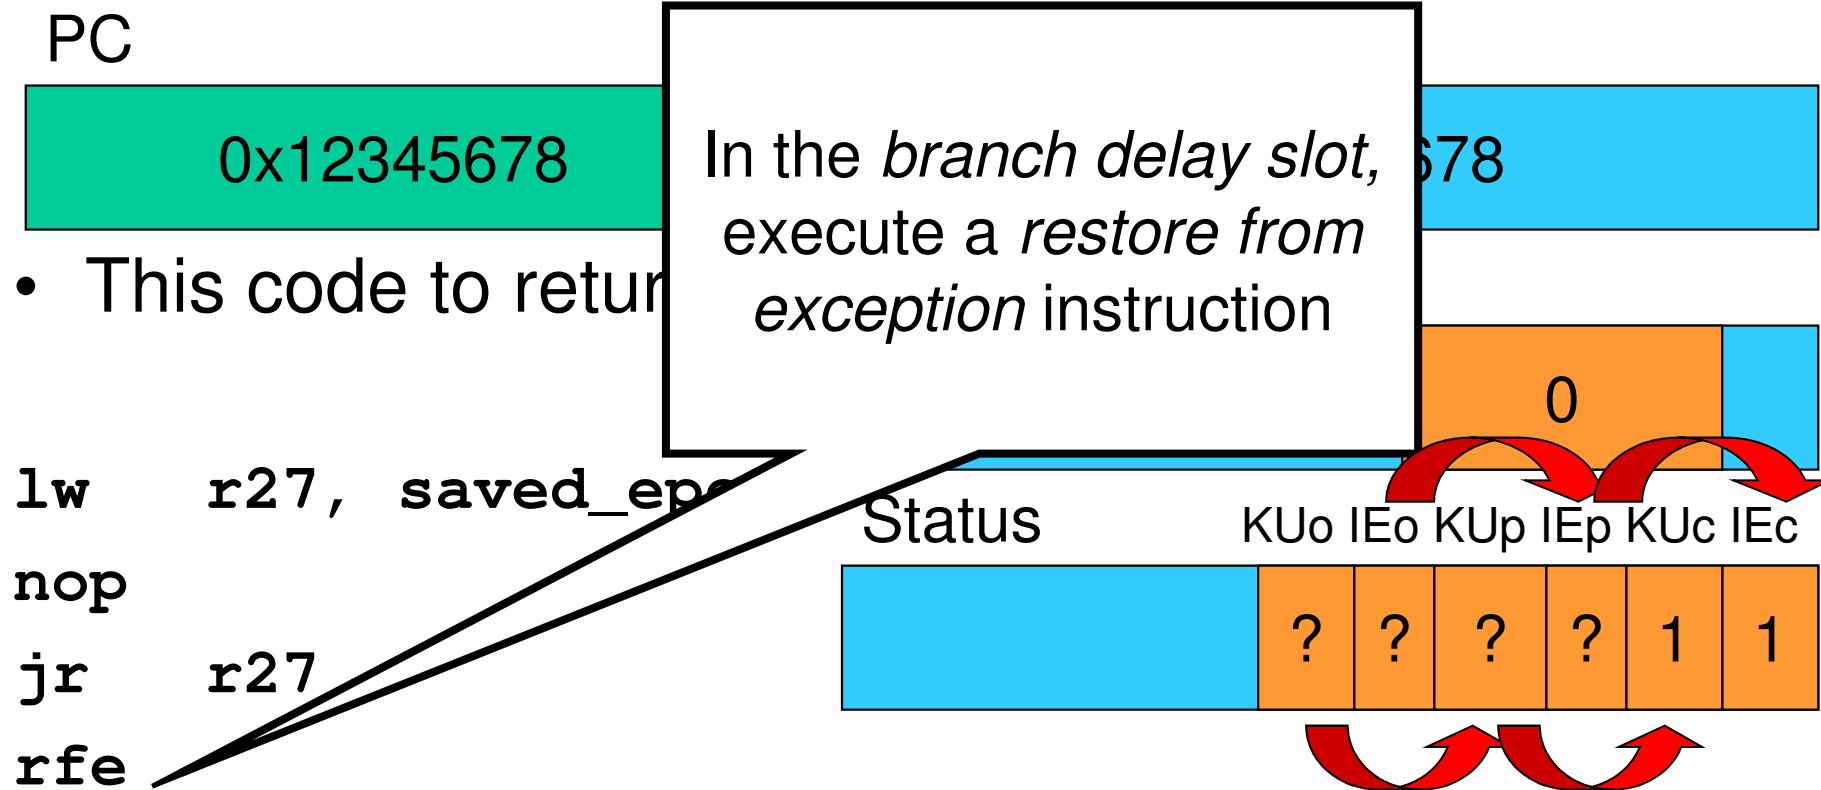 PC
0x12345678
678
In the branch delay slot,
execute a restore from
exception instruction
• This code to retur
0
lw r27, saved_epc
nop
jr r27
rfe
Status
KUo IEo KUp IEp KUc IEc
? ? ? ? 1 1